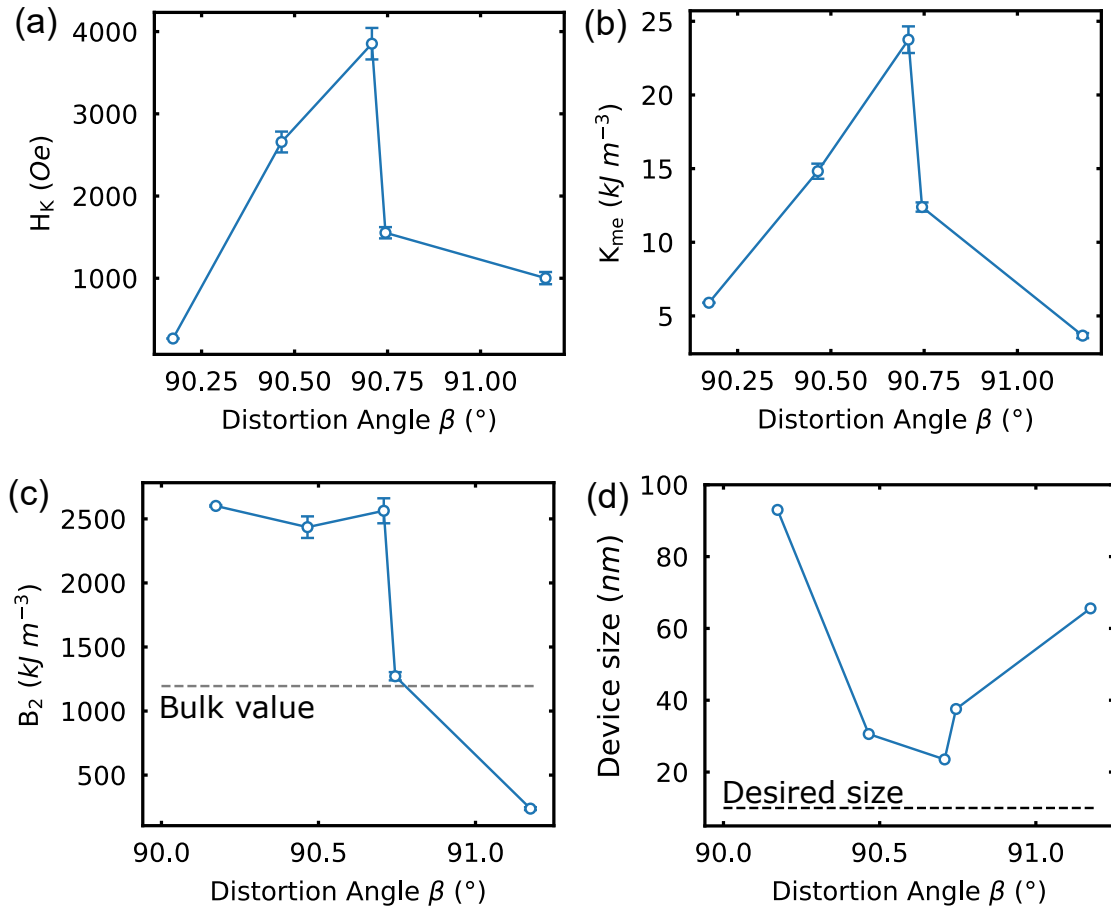 (a)
4000
3000
2000
1000
H_K (Oe)
90.25 90.50 90.75 91.00
Distortion Angle β (°)
(b)
25
20
15
10
5
K_me (kJ m⁻³)
90.25 90.50 90.75 91.00
Distortion Angle β (°)
(c)
2500
2000
1500
1000
500
B₂ (kJ m⁻³)
Bulk value
90.0 90.5 91.0
Distortion Angle β (°)
(d)
100
80
60
40
20
Device size (nm)
Desired size
90.0 90.5 91.0
Distortion Angle β (°)